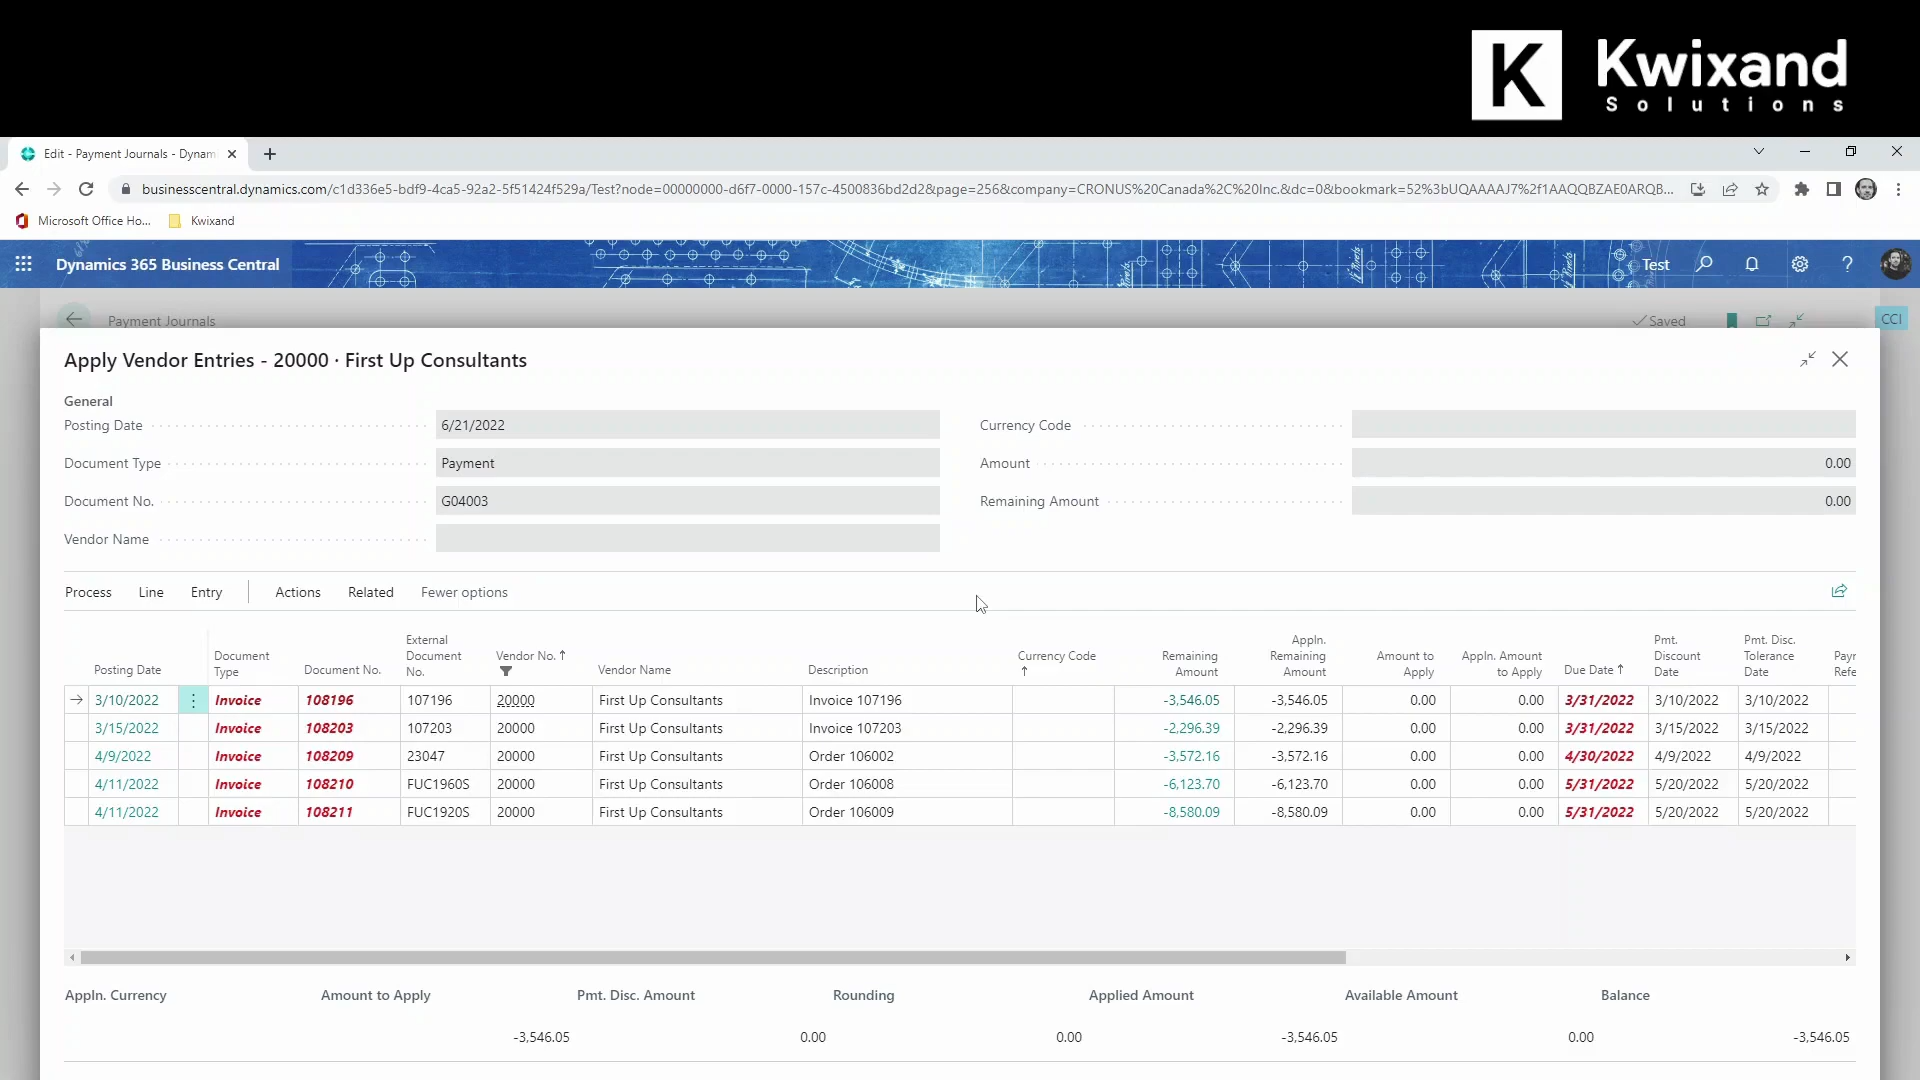 K Kwixand
Solutions
Edit - Payment Journals - Dynam
businesscentral.dynamics.com/c1d336e5-bdf9-4ca5-92a2-5f51424f529a/Test?node=00000000-d6f7-0000-157c-4500836bd2d2&page=256&company=CRONUS%20Canada%2C%20Inc.&dc=0&bookmark=52%3bUQAAAAJ7%2f1AAQQBZAE0ARQB...
Microsoft Office Ho... Kwixand
Dynamics 365 Business Central Test ?
Payment Journals Saved CCI
Apply Vendor Entries - 20000 · First Up Consultants
General
Posting Date 6/21/2022 Currency Code
Document Type Payment Amount 0.00
Document No. G04003 Remaining Amount 0.00
Vendor Name
Process Line Entry Actions Related Fewer options
Posting Date Document Type Document No. External Document No. Vendor No. ↑ Vendor Name Description Currency Code ↑ Remaining Amount Appln. Remaining Amount Amount to Apply Appln. Amount to Apply Due Date ↑ Pmt. Discount Date Pmt. Disc. Tolerance Date Payr Refe
→ 3/10/2022 Invoice 108196 107196 20000 First Up Consultants Invoice 107196 -3,546.05 -3,546.05 0.00 0.00 3/31/2022 3/10/2022 3/10/2022
3/15/2022 Invoice 108203 107203 20000 First Up Consultants Invoice 107203 -2,296.39 -2,296.39 0.00 0.00 3/31/2022 3/15/2022 3/15/2022
4/9/2022 Invoice 108209 23047 20000 First Up Consultants Order 106002 -3,572.16 -3,572.16 0.00 0.00 4/30/2022 4/9/2022 4/9/2022
4/11/2022 Invoice 108210 FUC1960S 20000 First Up Consultants Order 106008 -6,123.70 -6,123.70 0.00 0.00 5/31/2022 5/20/2022 5/20/2022
4/11/2022 Invoice 108211 FUC1920S 20000 First Up Consultants Order 106009 -8,580.09 -8,580.09 0.00 0.00 5/31/2022 5/20/2022 5/20/2022
Appln. Currency Amount to Apply Pmt. Disc. Amount Rounding Applied Amount Available Amount Balance
-3,546.05 0.00 0.00 -3,546.05 0.00 -3,546.05